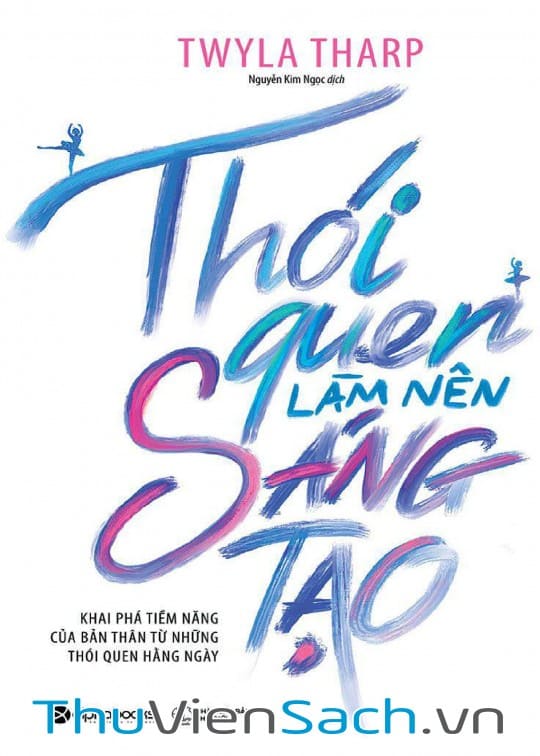 TWYLA THARP
Nguyễn Kim Ngọc dịch
Thói
quen
LÀM NÊN
SÁNG
TẠO
KHAI PHÁ TIỀM NĂNG
CỦA BẢN THÂN TỪ NHỮNG
THÓI QUEN HẰNG NGÀY
alphabooks
ThuVienSach.vn